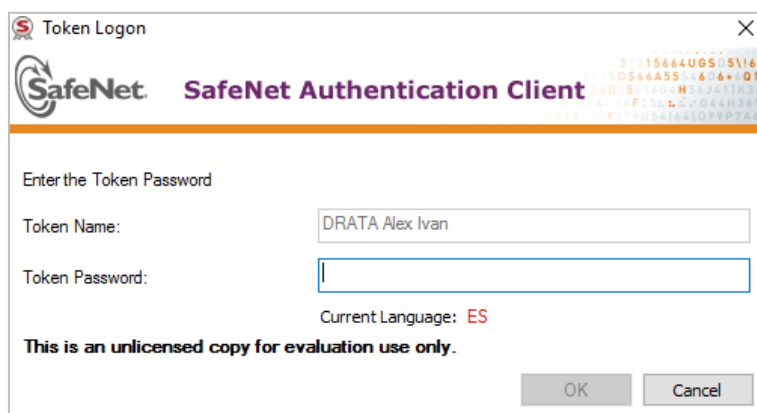 Token Logon
SafeNet. SafeNet Authentication Client
Enter the Token Password
Token Name: DRATA Alex Ivan
Token Password:
Current Language: ES
This is an unlicensed copy for evaluation use only.
OK Cancel